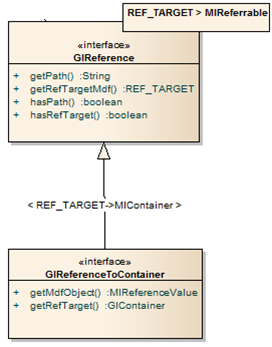 REF_TARGET > MIReferrable
«interface»
GIReference
+ getPath() :String
+ getRefTargetMdf() :REF_TARGET
+ hasPath() :boolean
+ hasRefTarget() :boolean
< REF_TARGET->MIContainer >
«interface»
GIReferenceToContainer
+ getMdfObject() :MIReferenceValue
+ getRefTarget() :GIContainer